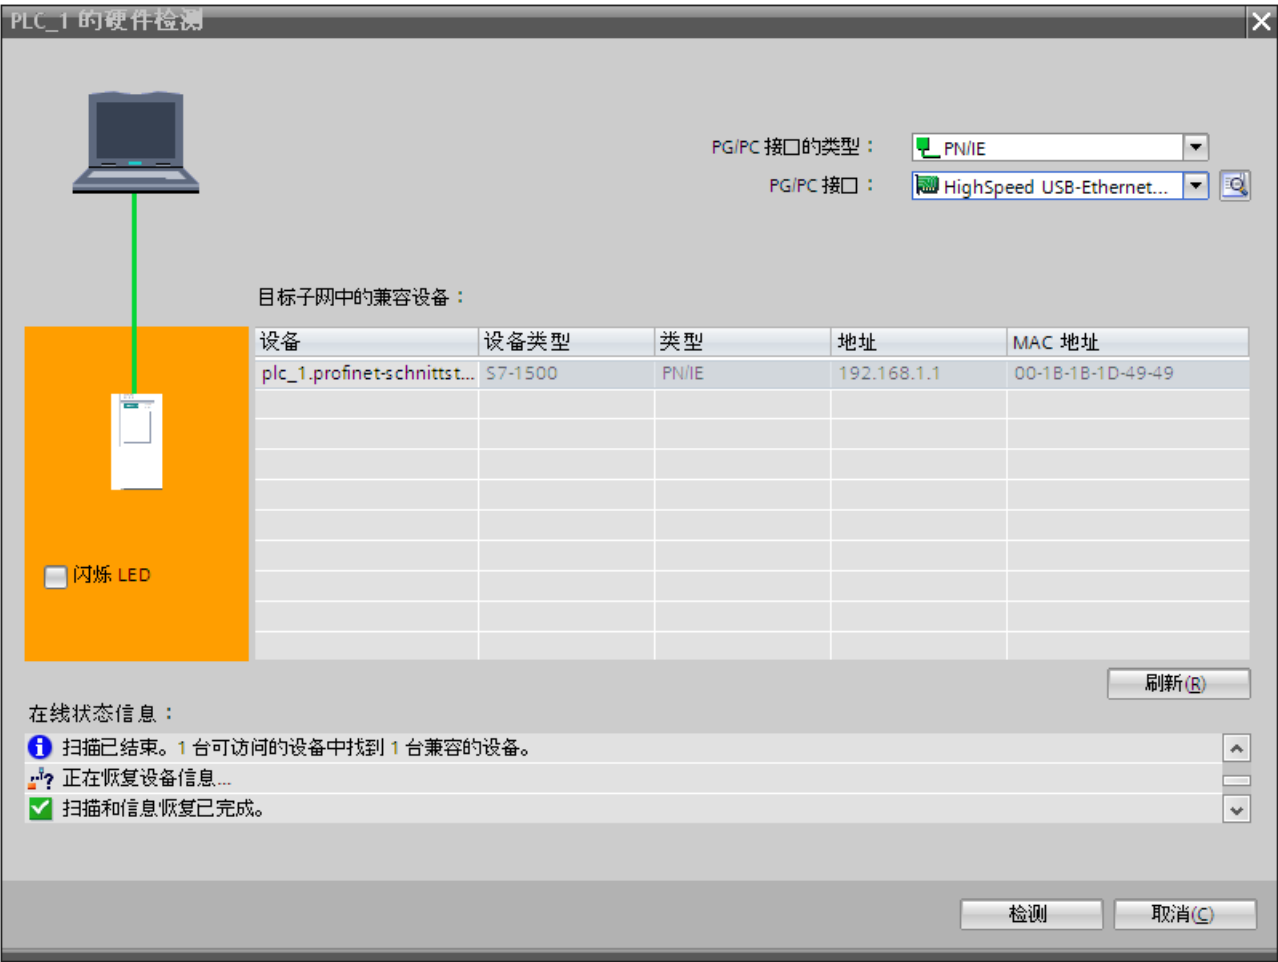 PLC_1 的硬件检测
PG/PC 接口的类型：
PN/IE
PG/PC 接口：
HighSpeed USB-Ethernet...
目标子网中的兼容设备：
设备 设备类型 类型 地址 MAC 地址
plc_1.profinet-schnittst... S7-1500 PN/IE 192.168.1.1 00-1B-1B-1D-49-49
闪烁 LED
刷新(R)
在线状态信息：
扫描已结束。1 台可访问的设备中找到 1 台兼容的设备。
正在恢复设备信息...
扫描和信息恢复已完成。
检测 取消(C)